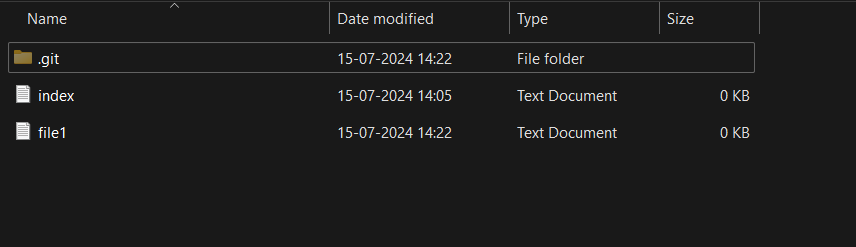 Name Date modified Type Size
.git 15-07-2024 14:22 File folder
index 15-07-2024 14:05 Text Document 0 KB
file1 15-07-2024 14:22 Text Document 0 KB